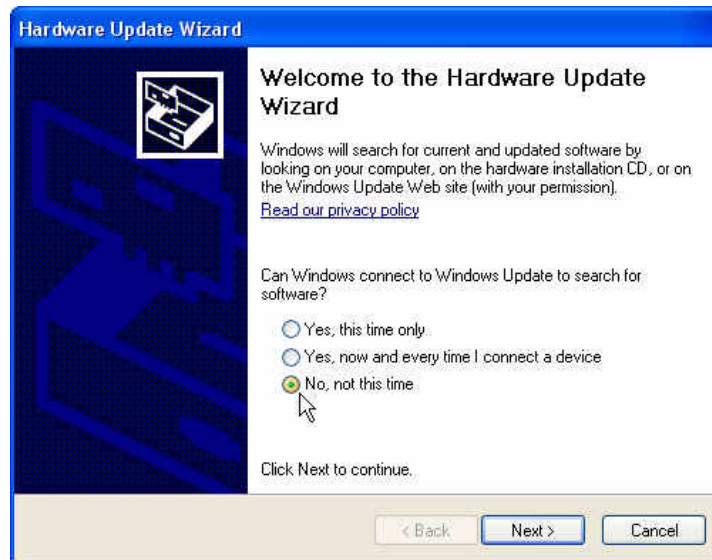 Hardware Update Wizard
Welcome to the Hardware Update
Wizard
Windows will search for current and updated software by
looking on your computer, on the hardware installation CD, or on
the Windows Update Web site (with your permission).
Read our privacy policy
Can Windows connect to Windows Update to search for
software?
Yes, this time only
Yes, now and every time I connect a device
No, not this time
Click Next to continue.
< Back
Next >
Cancel